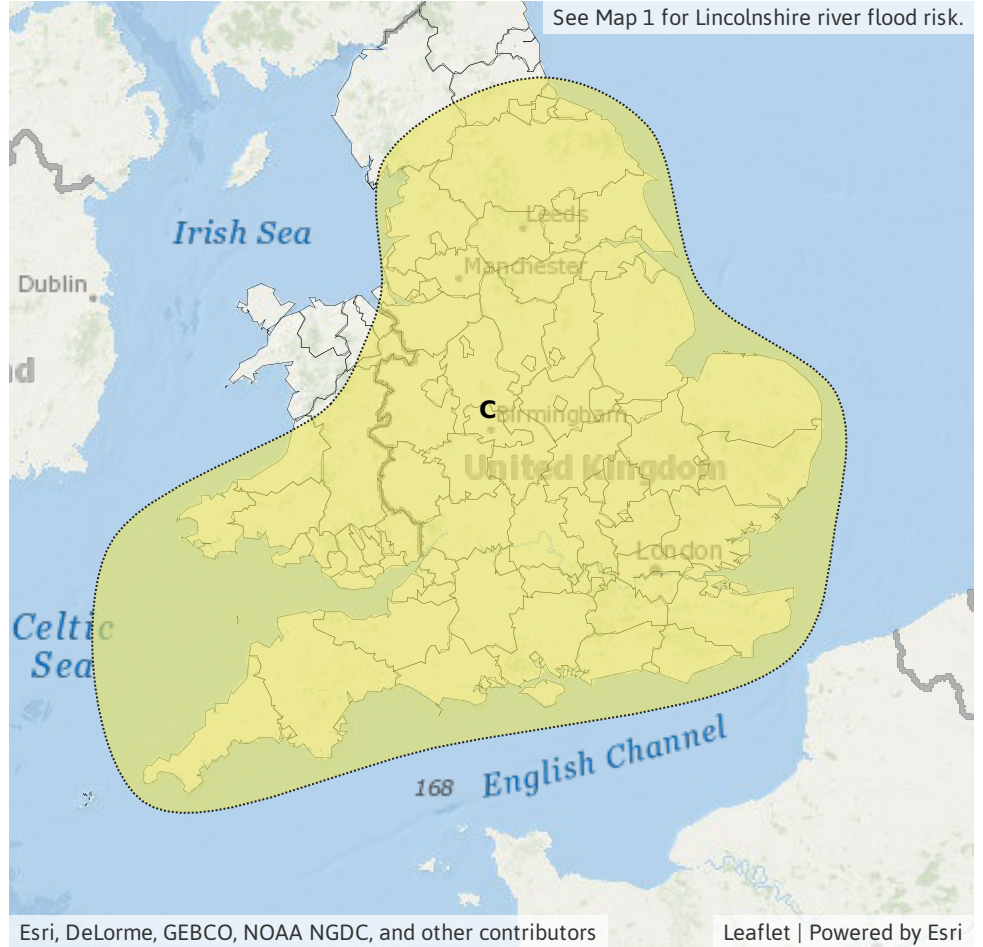 See Map 1 for Lincolnshire river flood risk.
Irish Sea
Leeds
Manchester
Dublin
nd
C
Birmingham
United Kingdom
London
Celtic
Sea
168
English Channel
Esri, DeLorme, GEBCO, NOAA NGDC, and other contributors
Leaflet | Powered by Esri